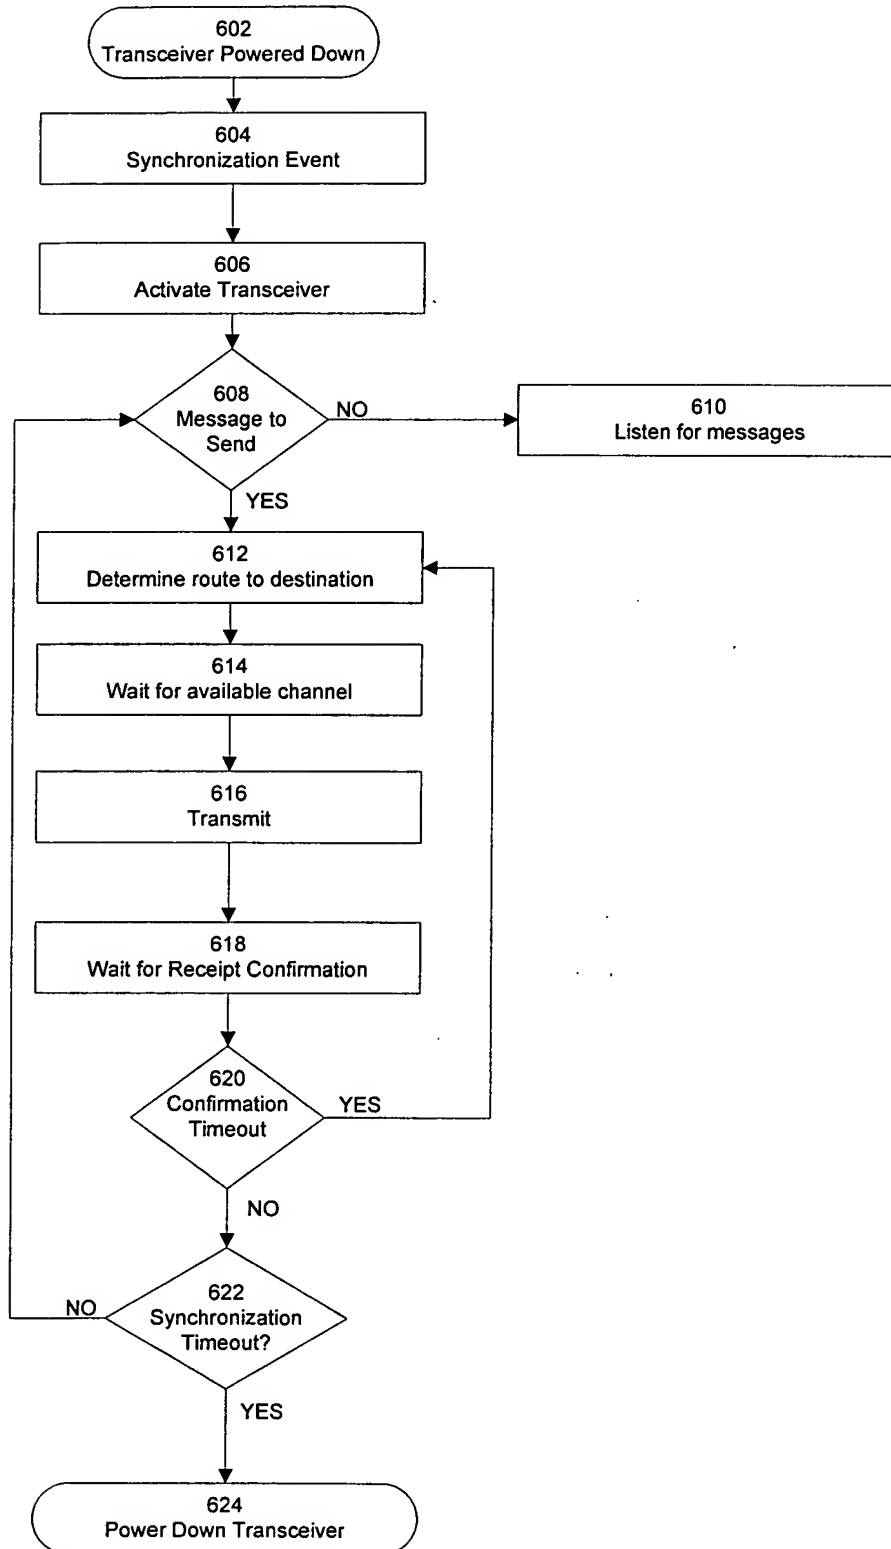 602
Transceiver Powered Down
604
Synchronization Event
606
Activate Transceiver
608
Message to
Send
NO
610
Listen for messages
YES
612
Determine route to destination
614
Wait for available channel
616
Transmit
618
Wait for Receipt Confirmation
620
Confirmation
Timeout
YES
NO
622
Synchronization
Timeout?
NO
YES
624
Power Down Transceiver